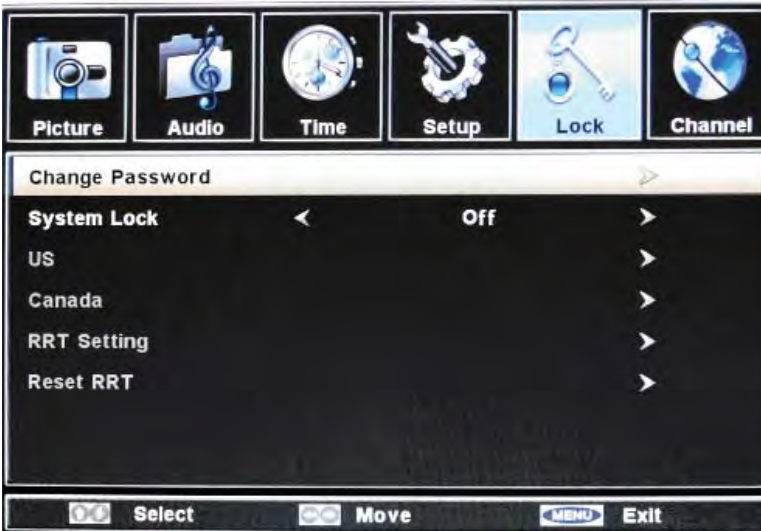 Picture Audio Time Setup Lock Channel
Change Password
System Lock Off
US
Canada
RRT Setting
Reset RRT
Select Move MENU Exit